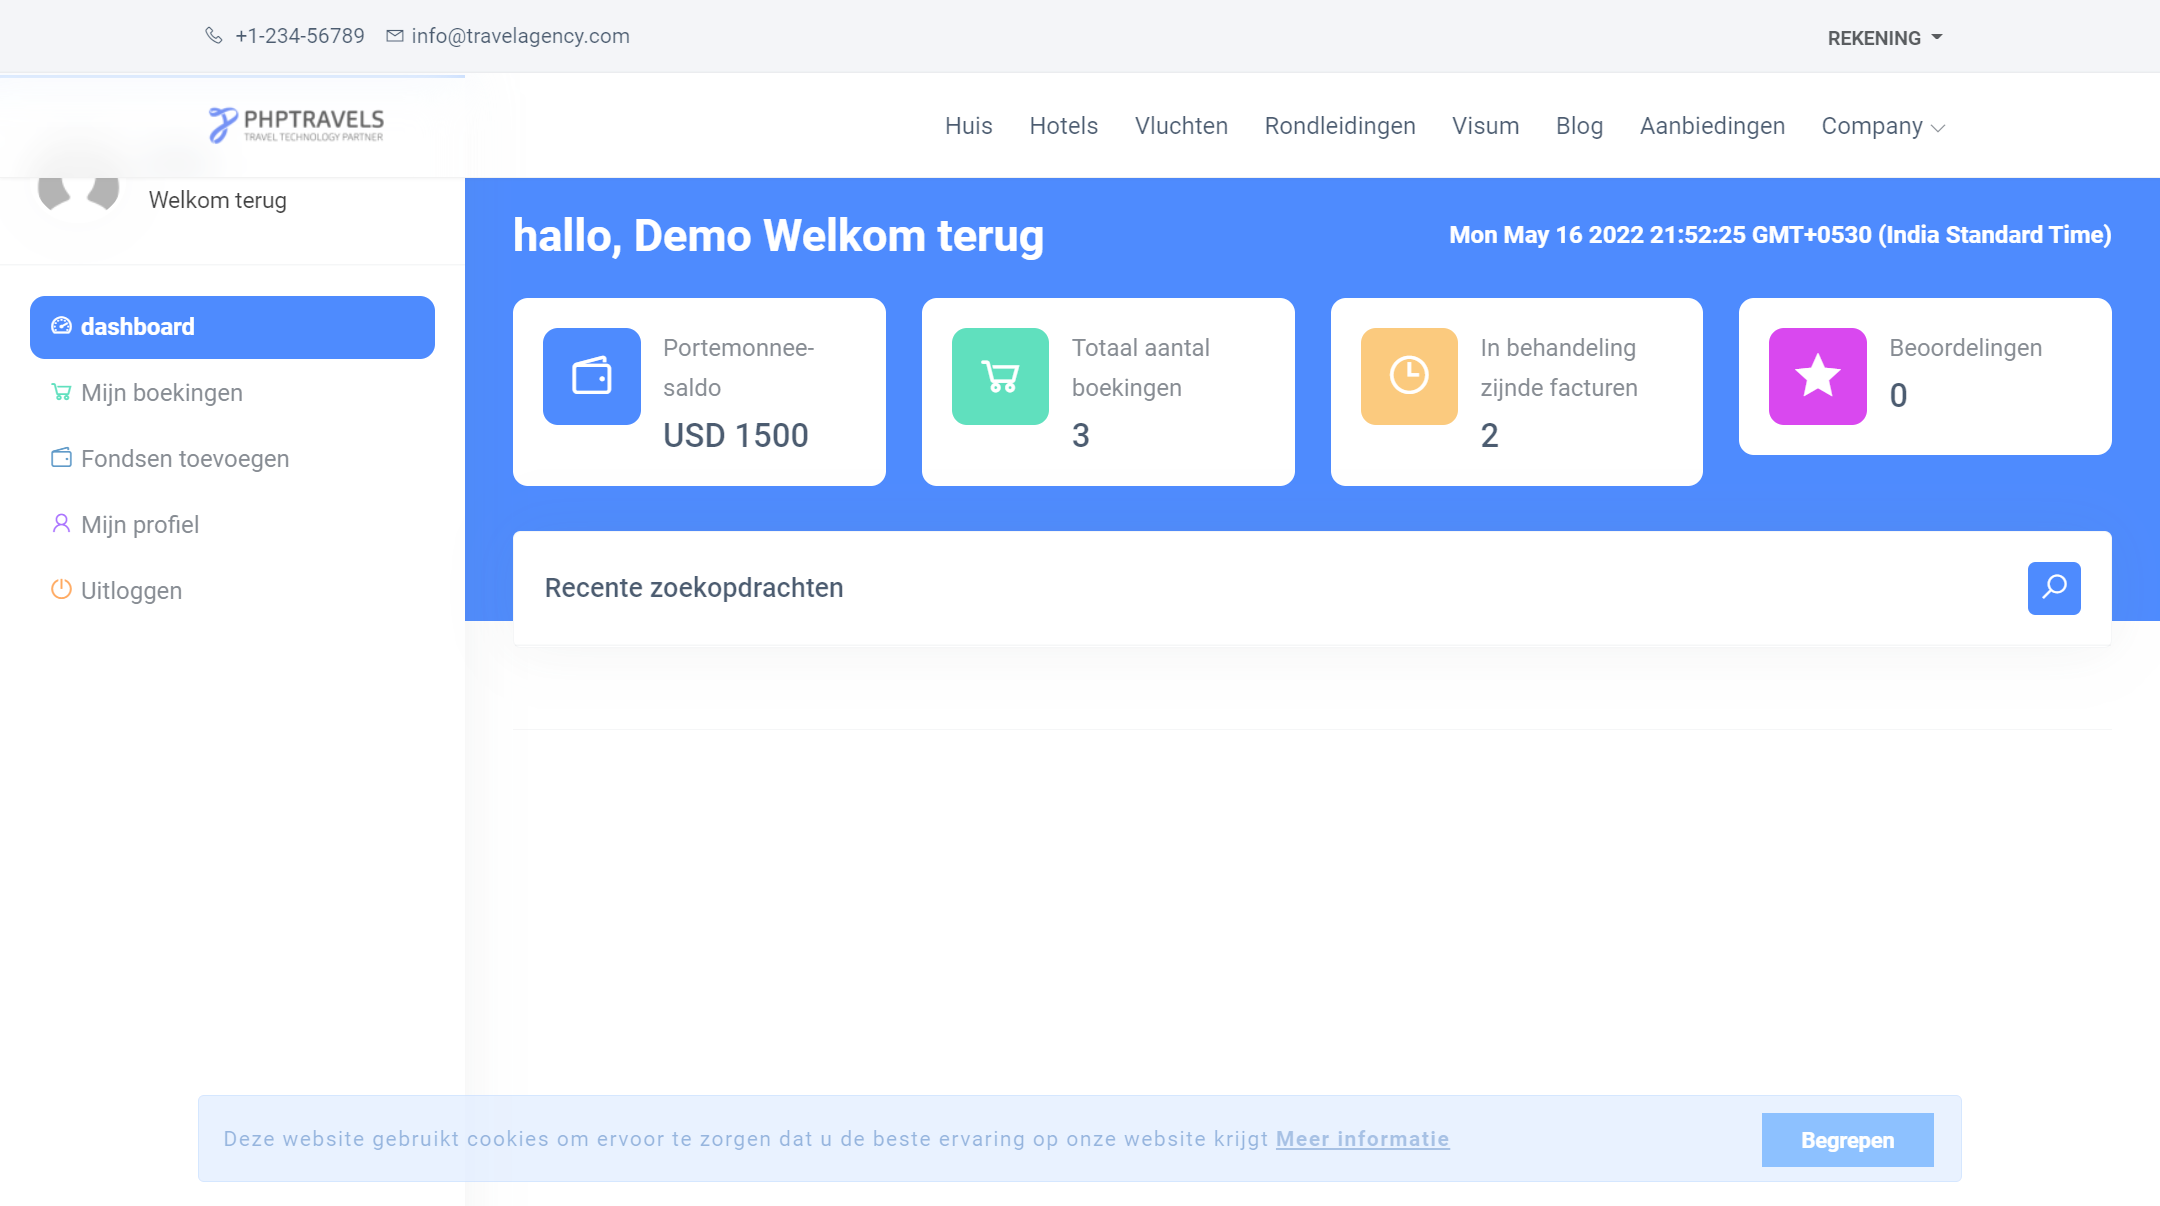 +1-234-56789 info@travelagency.com
REKENING
PHPTRAVELS
TRAVEL TECHNOLOGY PARTNER
Huis Hotels Vluchten Rondleidingen Visum Blog Aanbiedingen Company
Welkom terug
dashboard
Mijn boekingen
Fondsen toevoegen
Mijn profiel
Uitloggen
hallo, Demo Welkom terug
Mon May 16 2022 21:52:25 GMT+0530 (India Standard Time)
Portemonnee-
saldo
USD 1500
Totaal aantal
boekingen
3
In behandeling
zijnde facturen
2
Beoordelingen
0
Recente zoekopdrachten
Deze website gebruikt cookies om ervoor te zorgen dat u de beste ervaring op onze website krijgt Meer informatie
Begrepen